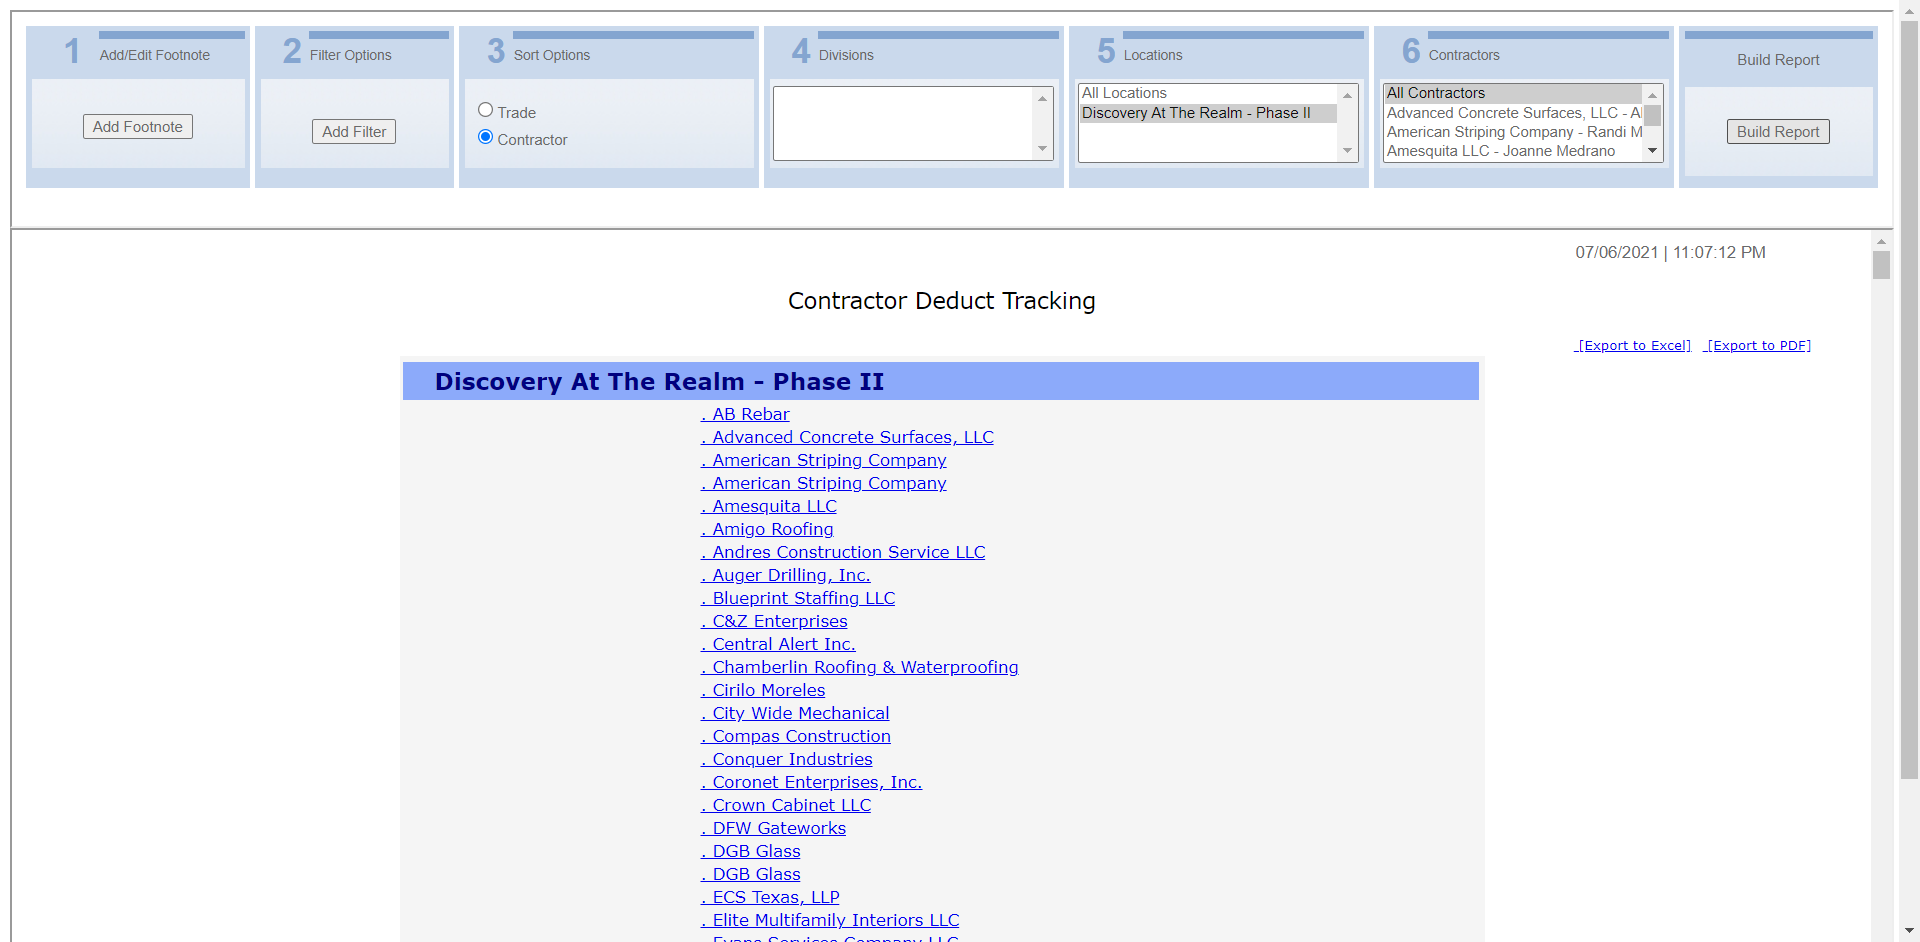 1 Add/Edit Footnote
Add Footnote
2 Filter Options
Add Filter
3 Sort Options
Trade
Contractor
4 Divisions
5 Locations
All Locations
Discovery At The Realm - Phase II
6 Contractors
All Contractors
Advanced Concrete Surfaces, LLC - A
American Striping Company - Randi M
Amesquita LLC - Joanne Medrano
Build Report
Build Report
07/06/2021 | 11:07:12 PM
Contractor Deduct Tracking
[Export to Excel] [Export to PDF]
Discovery At The Realm - Phase II
. AB Rebar
. Advanced Concrete Surfaces, LLC
. American Striping Company
. American Striping Company
. Amesquita LLC
. Amigo Roofing
. Andres Construction Service LLC
. Auger Drilling, Inc.
. Blueprint Staffing LLC
. C&Z Enterprises
. Central Alert Inc.
. Chamberlin Roofing & Waterproofing
. Cirilo Moreles
. City Wide Mechanical
. Compas Construction
. Conquer Industries
. Coronet Enterprises, Inc.
. Crown Cabinet LLC
. DFW Gateworks
. DGB Glass
. DGB Glass
. ECS Texas, LLP
. Elite Multifamily Interiors LLC
. Evans Services Company LLC